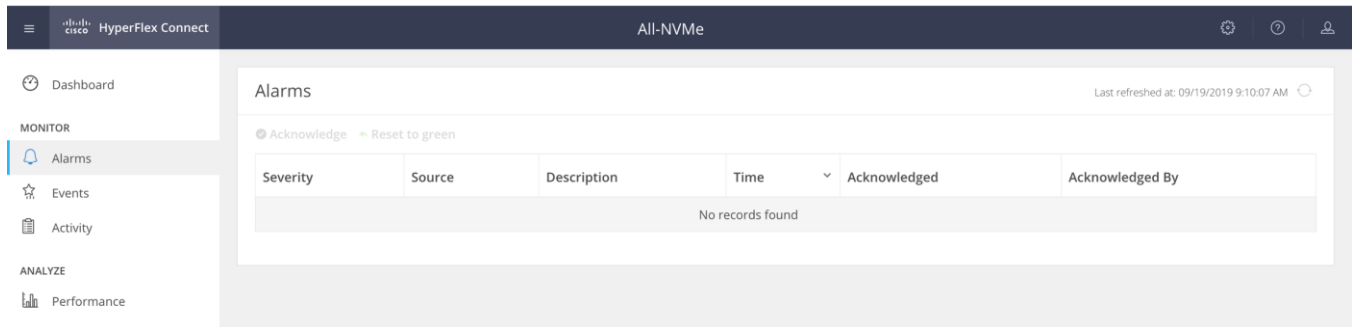 cisco HyperFlex Connect All-NVMe
Dashboard
MONITOR
Alarms
Events
Activity
ANALYZE
Performance
Alarms Last refreshed at: 09/19/2019 9:10:07 AM
Acknowledge Reset to green
Severity Source Description Time Acknowledged Acknowledged By
No records found